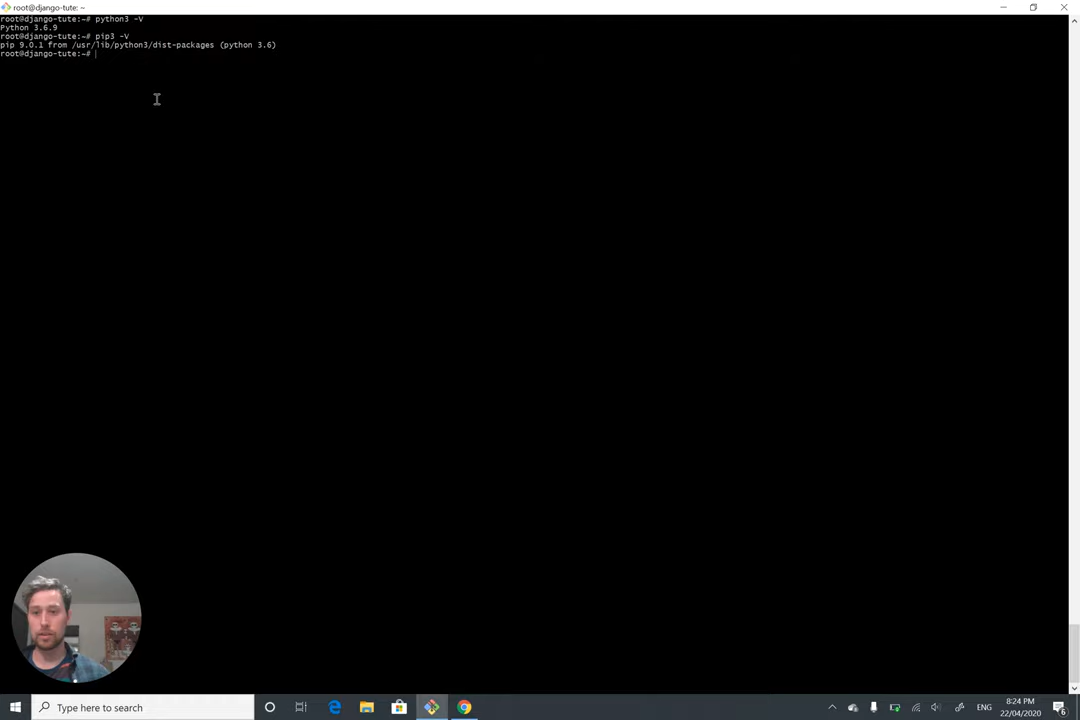 root@django-tute: ~
root@django-tute:~# python3 -V
Python 3.6.9
root@django-tute:~# pip3 -V
pip 9.0.1 from /usr/lib/python3/dist-packages (python 3.6)
root@django-tute:~#
Type here to search
ENG
8:24 PM
22/04/2020
6